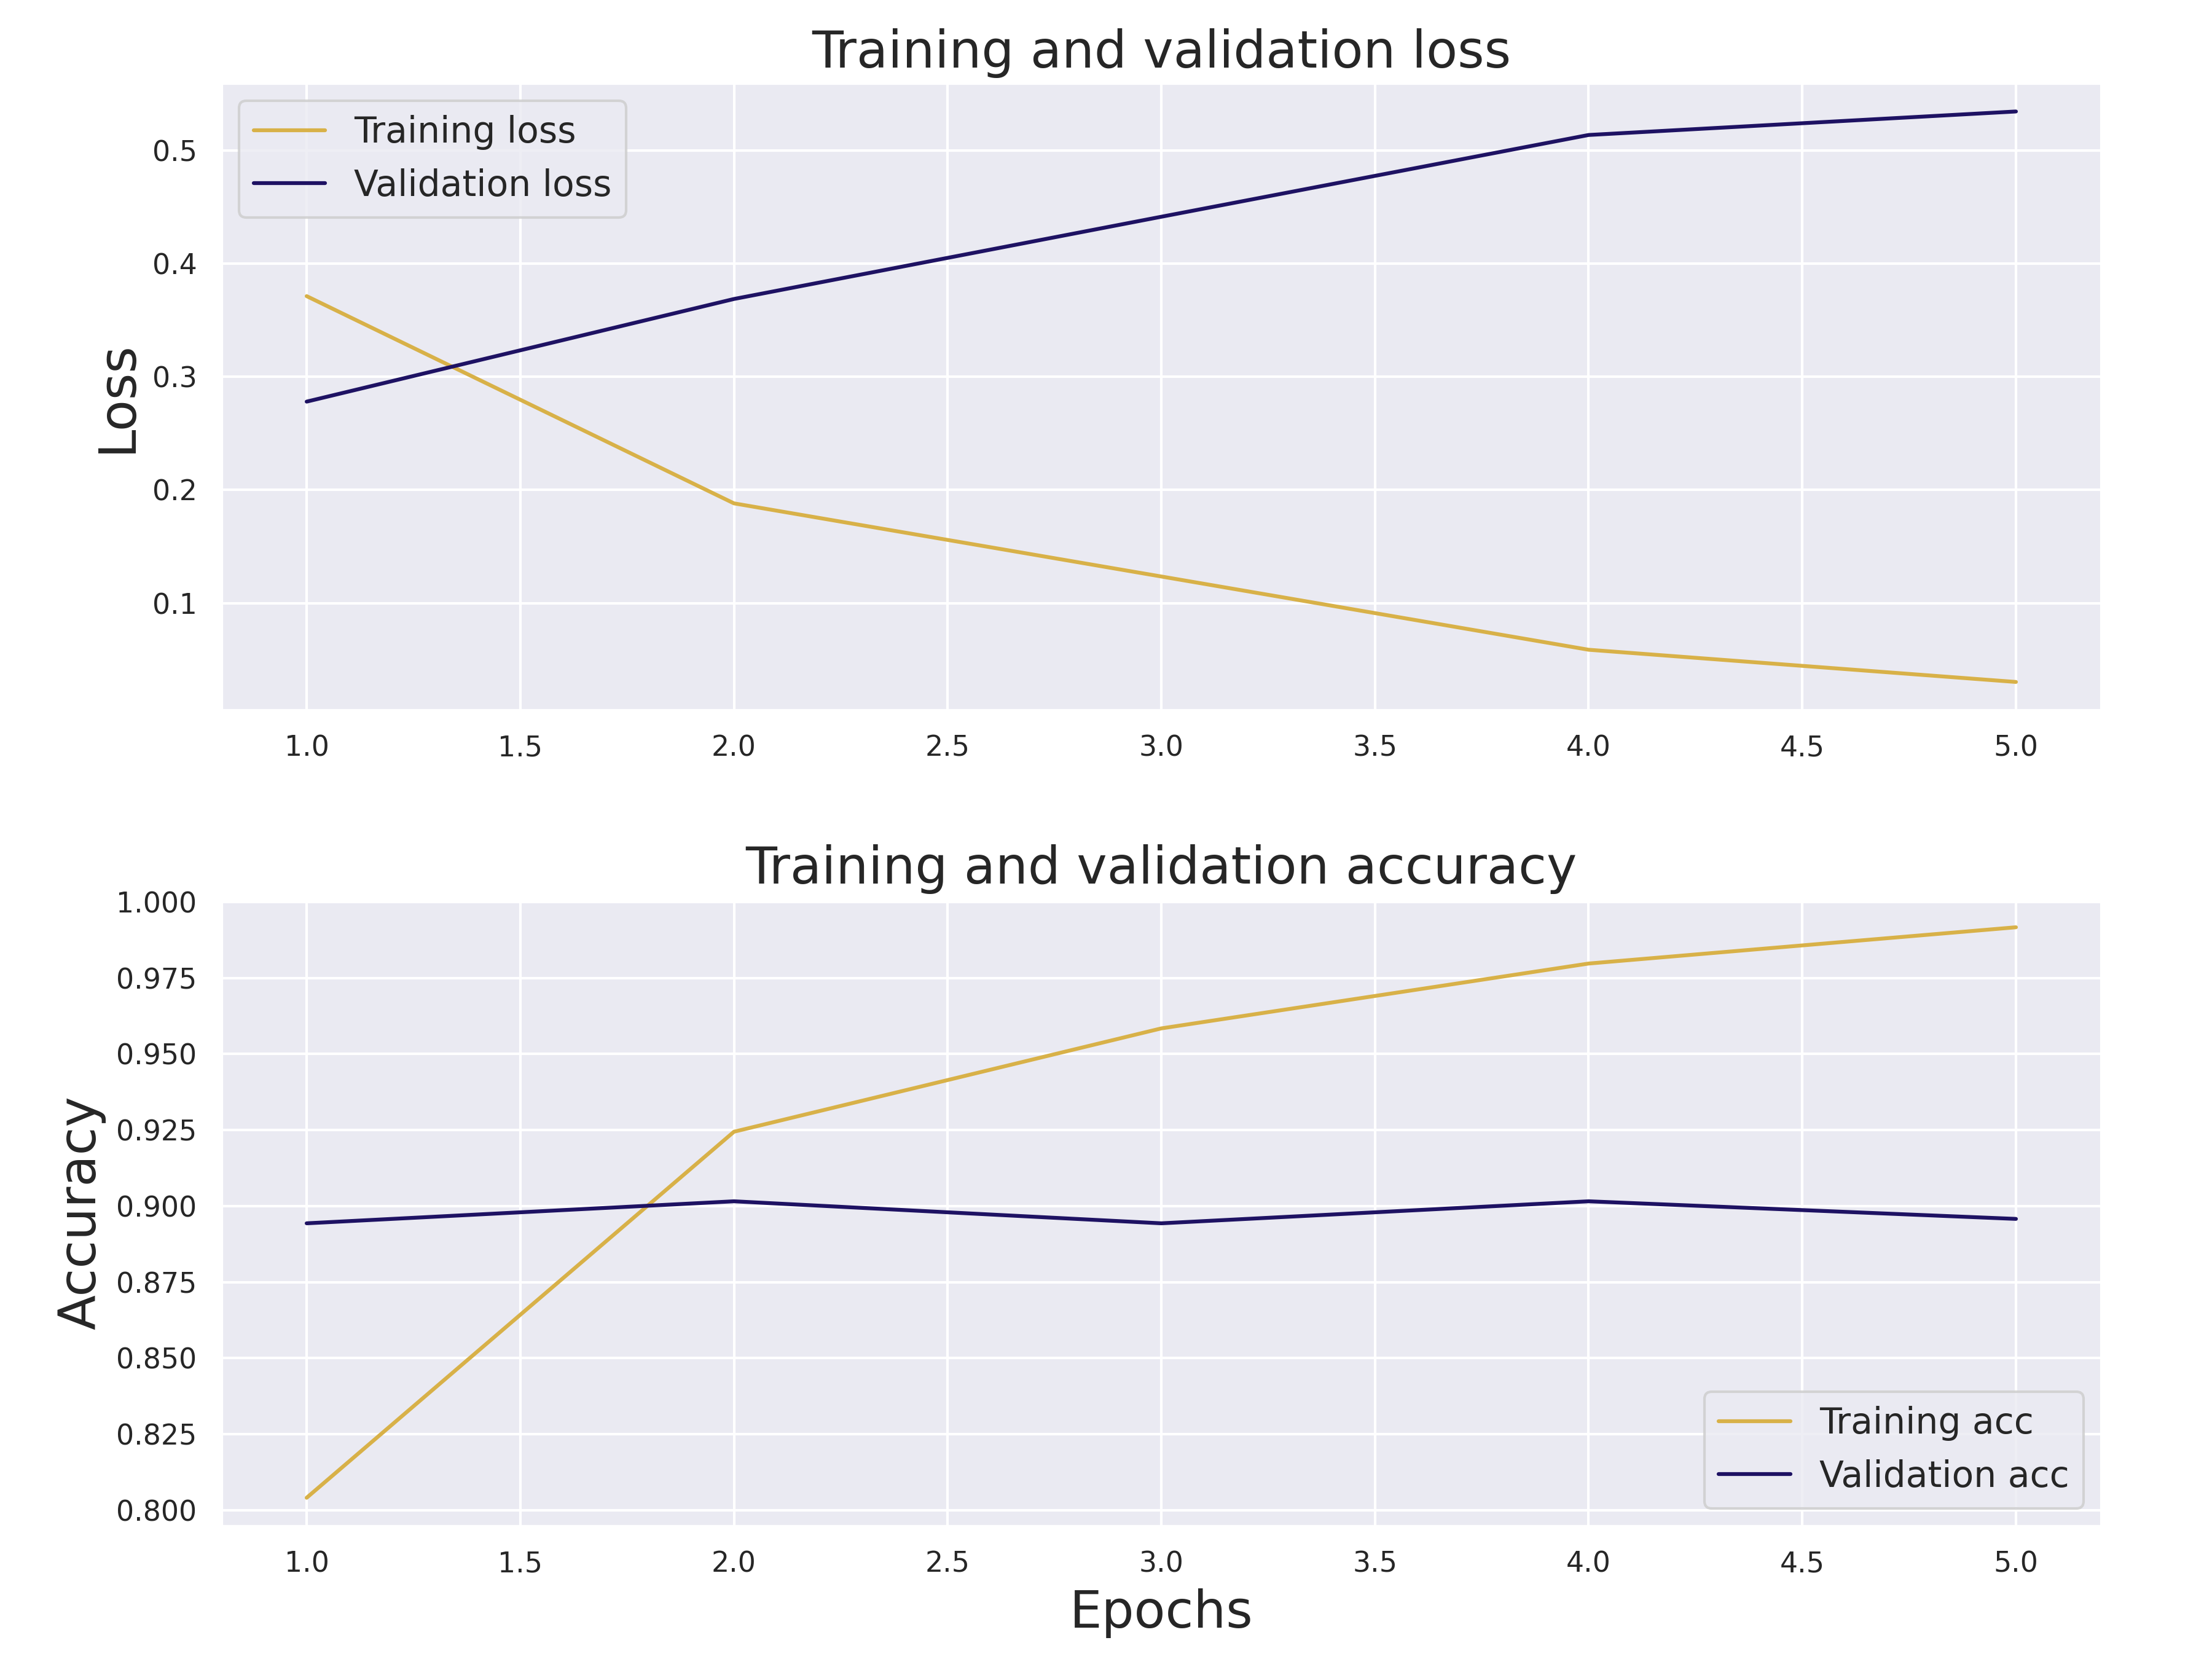 Training and validation loss
Training loss
Validation loss
Loss
0.5
0.4
0.3
0.2
0.1
1.0 1.5 2.0 2.5 3.0 3.5 4.0 4.5 5.0
Training and validation accuracy
Accuracy
1.000
0.975
0.950
0.925
0.900
0.875
0.850
0.825
0.800
Training acc
Validation acc
1.0 1.5 2.0 2.5 3.0 3.5 4.0 4.5 5.0
Epochs